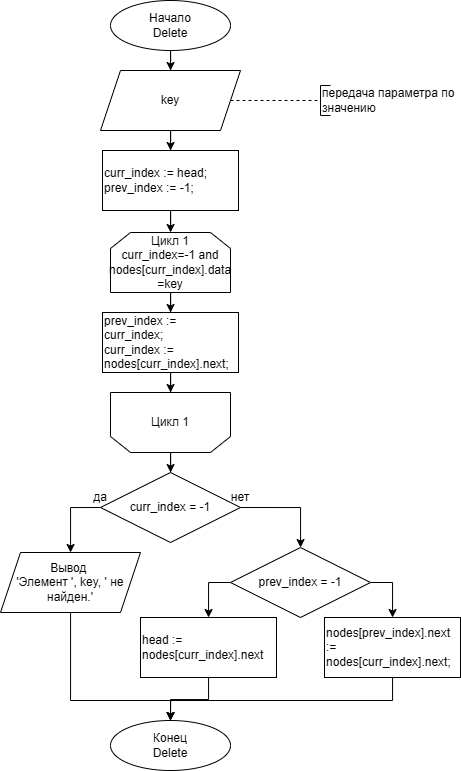 Начало
Delete
key
передача параметра по
значению
curr_index := head;
prev_index := -1;
Цикл 1
curr_index=-1 and
nodes[curr_index].data
=key
prev_index :=
curr_index;
curr_index :=
nodes[curr_index].next;
Цикл 1
да
curr_index = -1
нет
Вывод
'Элемент ', key, ' не
найден.'
prev_index = -1
head :=
nodes[curr_index].next
nodes[prev_index].next
:=
nodes[curr_index].next;
Конец
Delete